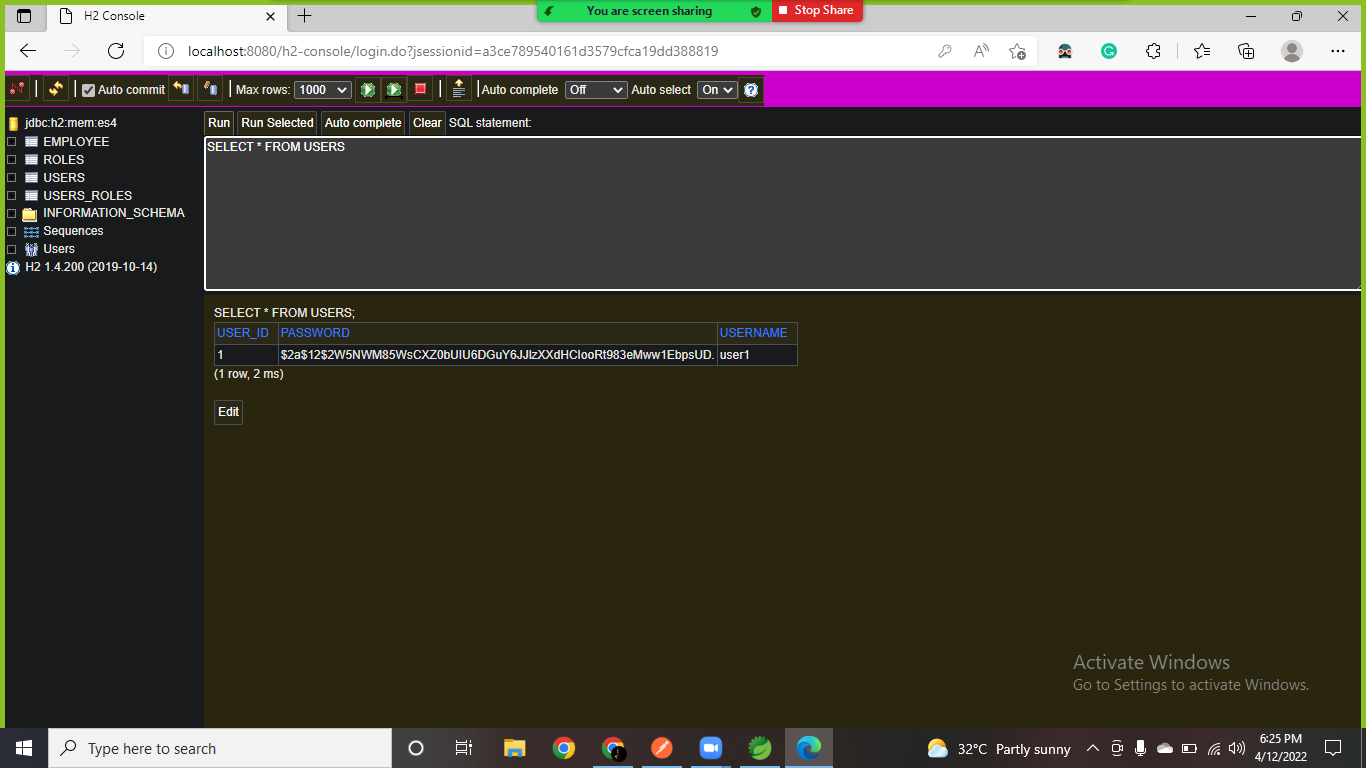 H2 Console
You are screen sharing
Stop Share
localhost:8080/h2-console/login.do?jsessionid=a3ce789540161d3579cfca19dd388819
Auto commit
Max rows: 1000
Auto complete Off
Auto select On
jdbc:h2:mem:es4
EMPLOYEE
ROLES
USERS
USERS_ROLES
INFORMATION_SCHEMA
Sequences
Users
H2 1.4.200 (2019-10-14)
Run Run Selected Auto complete Clear SQL statement:
SELECT * FROM USERS
SELECT * FROM USERS;
USER_ID PASSWORD USERNAME
1 user1
(1 row, 2 ms)
Edit
Activate Windows
Go to Settings to activate Windows.
Type here to search
32°C Partly sunny
6:25 PM
4/12/2022